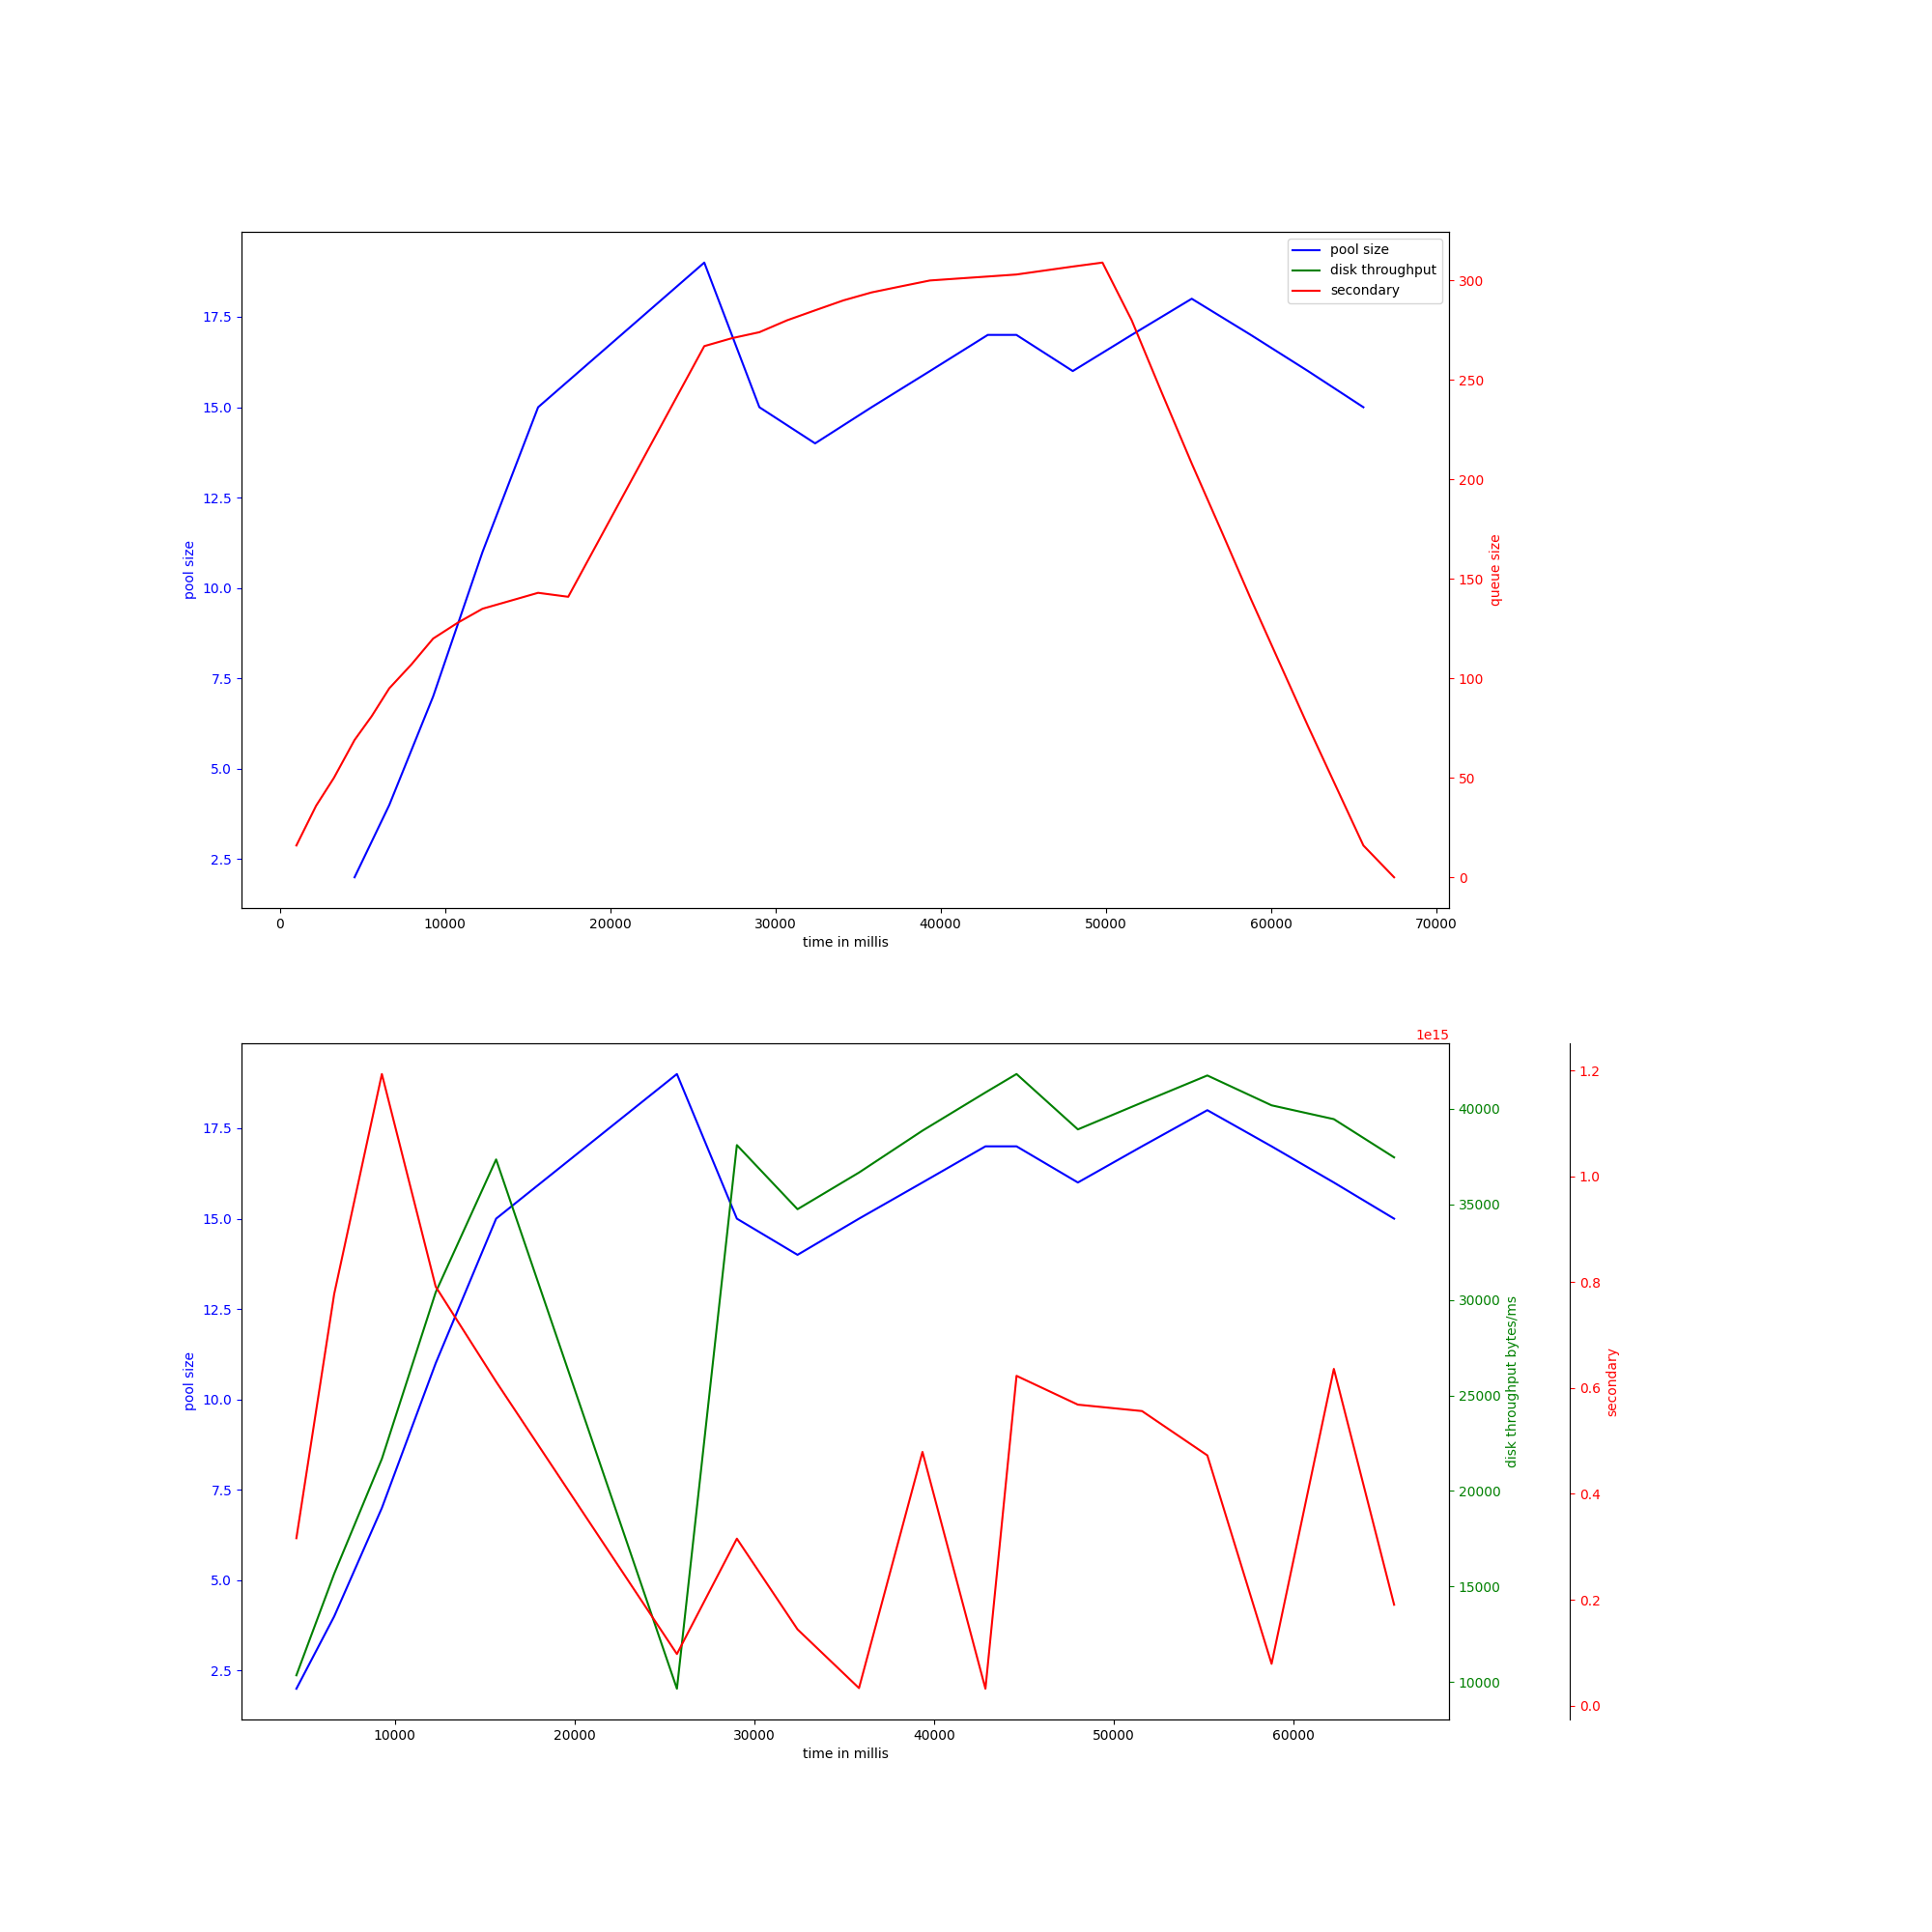 pool size
disk throughput
secondary
17.5
15.0
12.5
10.0
7.5
5.0
2.5
pool size
300
250
200
150
100
50
0
queue size
0 10000 20000 30000 40000 50000 60000 70000
time in millis
1e15
17.5
15.0
12.5
10.0
7.5
5.0
2.5
pool size
40000
35000
30000
25000
20000
15000
10000
disk throughput bytes/ms
1.2
1.0
0.8
0.6
0.4
0.2
0.0
secondary
10000 20000 30000 40000 50000 60000
time in millis